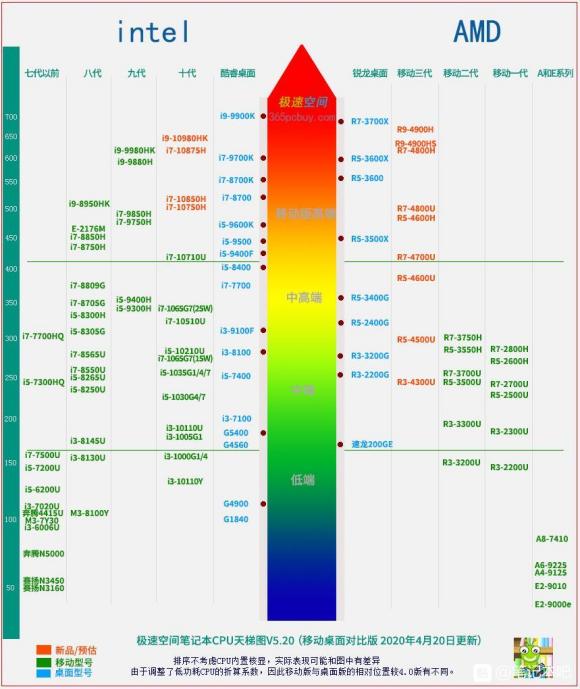 intel
AMD
七代以前
八代
九代
十代
酷睿桌面
锐龙桌面
移动三代
移动二代
移动一代
A和E系列
极速空间
365pcbuy.com
移动版高端
中高端
中端
低端
700
650
600
550
500
450
400
350
300
250
200
150
100
50
i7-7700HQ
i5-7300HQ
i7-7500U
i5-7200U
i5-6200U
i3-7020U
奔腾4415U
M3-7Y30
i3-6006U
奔腾N5000
赛扬N3450
赛扬N3160
i9-8950HK
E-2176M
i7-8850H
i7-8750H
i7-8809G
i7-8705G
i5-8300H
i5-8305G
i7-8565U
i7-8550U
i5-8265U
i5-8250U
i3-8145U
i3-8130U
M3-8100Y
i9-9980HK
i9-9880H
i7-9850H
i7-9750H
i5-9400H
i5-9300H
i9-10980HK
i7-10875H
i7-10850H
i7-10750H
i7-10710U
i7-1065G7(25W)
i7-10510U
i5-10210U
i7-1065G7(15W)
i5-1035G1/4/7
i5-1030G4/7
i3-10110U
i3-1005G1
i3-1000G1/4
i3-10110Y
i9-9900K
i7-9700K
i7-8700K
i7-8700
i5-9600K
i5-9500
i5-9400F
i5-8400
i7-7700
i3-9100F
i3-8100
i5-7400
i3-7100
G5400
G4560
G4900
G1840
R7-3700X
R5-3600X
R5-3600
R5-3500X
R5-3400G
R5-2400G
R3-3200G
R3-2200G
速龙200GE
R9-4900H
R9-4900HS
R7-4800H
R7-4800U
R5-4600H
R7-4700U
R5-4600U
R5-4500U
R3-4300U
R7-3750H
R5-3550H
R7-3700U
R5-3500U
R3-3300U
R3-3200U
R7-2800H
R5-2600H
R7-2700U
R5-2500U
R3-2300U
R3-2200U
A8-7410
A6-9225
A4-9125
E2-9010
E2-9000e
极速空间笔记本CPU天梯图V5.20 (移动桌面对比版 2020年4月20日更新)
新品/预估
移动型号
桌面型号
排序不考虑CPU内置核显，实际表现可能和图中有差异
由于调整了低功耗CPU的折算系数，因此移动版与桌面版的相对位置较4.0版有不同。